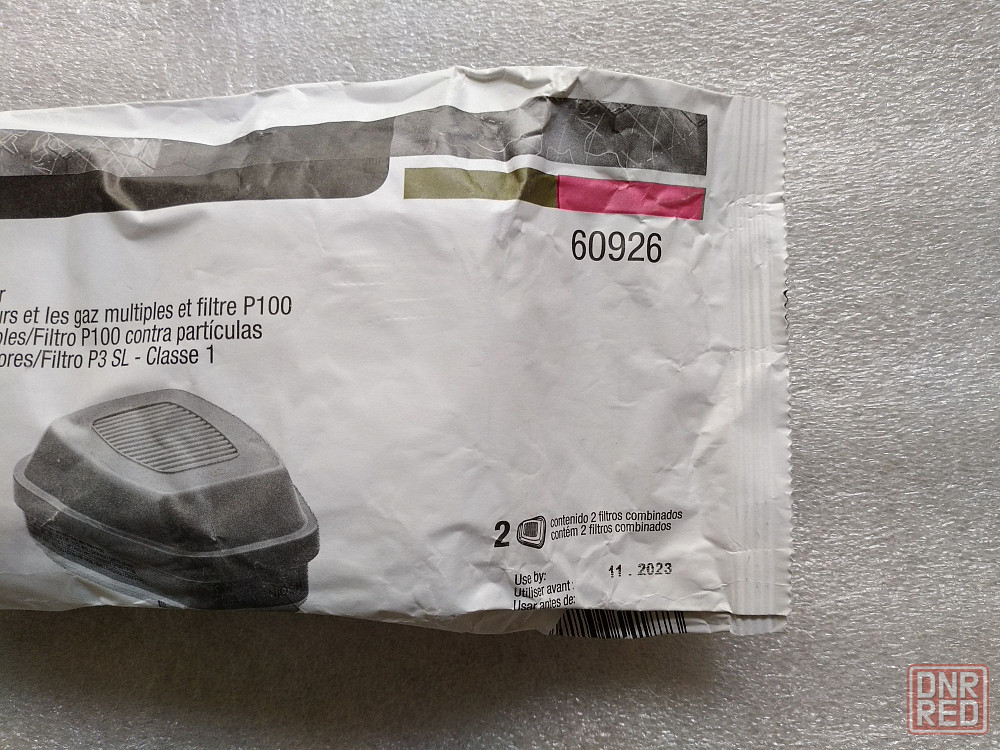 60926
r
urs et les gaz multiples et filtre P100
bles/Filtro P100 contra partículas
ores/Filtro P3 SL - Classe 1
2 contenido 2 filtros combinados
contém 2 filtros combinados
Use by: 11 . 2023
Utiliser avant :
Usar antes de:
DNR
RED